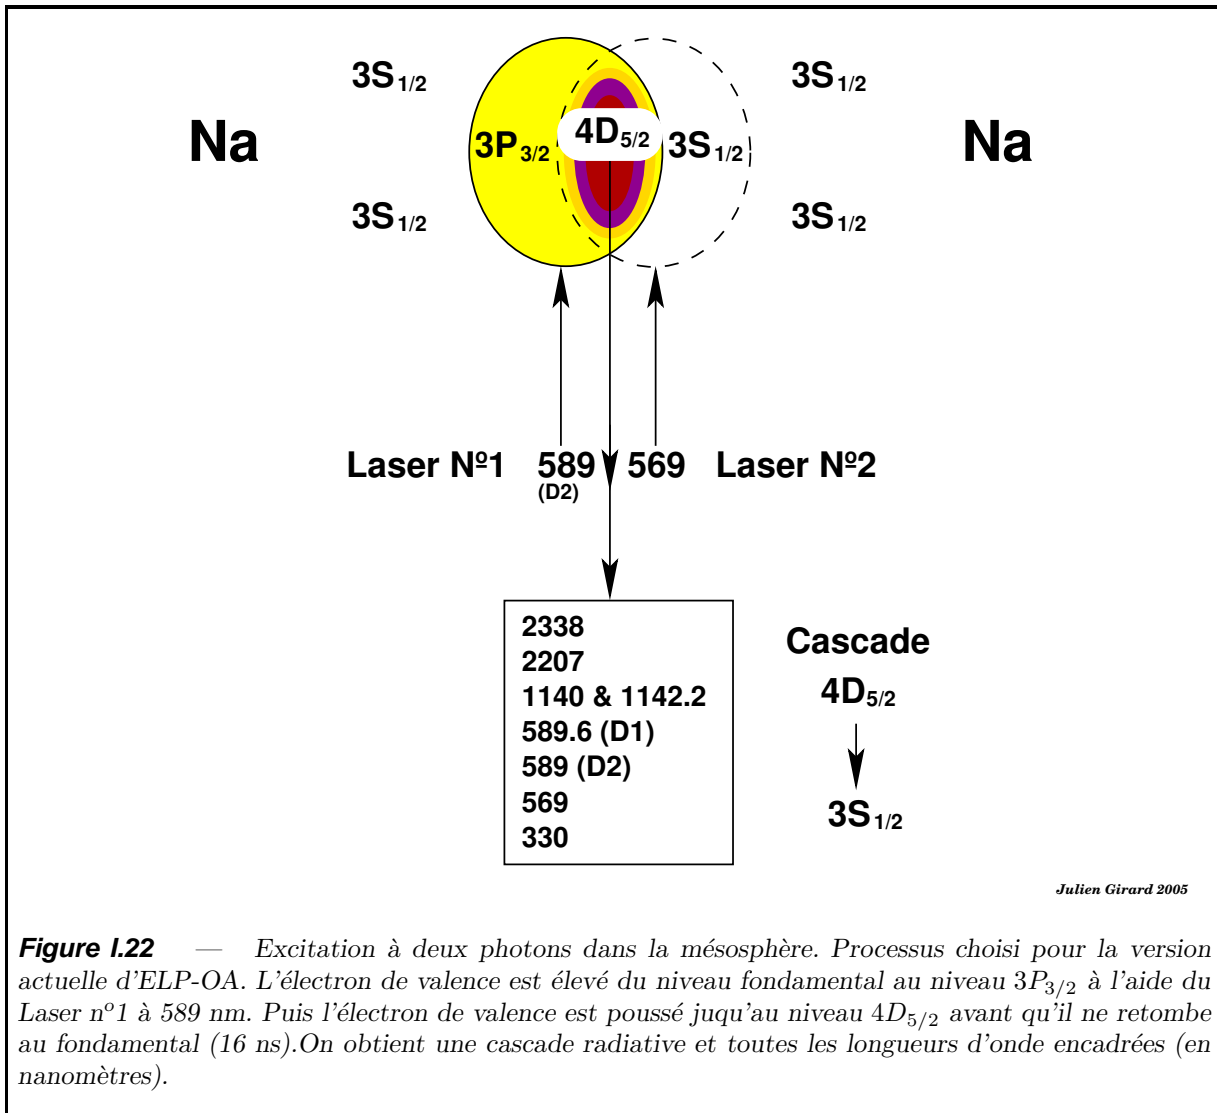 3S1/2 3S1/2
Na 3P3/2 4D5/2 3S1/2 Na
3S1/2 3S1/2
Laser Nº1 589 569 Laser Nº2
(D2)
2338
2207
1140 & 1142.2
589.6 (D1)
589 (D2)
569
330
Cascade
4D5/2
3S1/2
Julien Girard 2005
Figure I.22 — Excitation à deux photons dans la mésosphère. Processus choisi pour la version
actuelle d'ELP-OA. L'électron de valence est élevé du niveau fondamental au niveau 3P3/2 à l'aide du
Laser nº1 à 589 nm. Puis l'électron de valence est poussé juqu'au niveau 4D5/2 avant qu'il ne retombe
au fondamental (16 ns).On obtient une cascade radiative et toutes les longueurs d'onde encadrées (en
nanomètres).